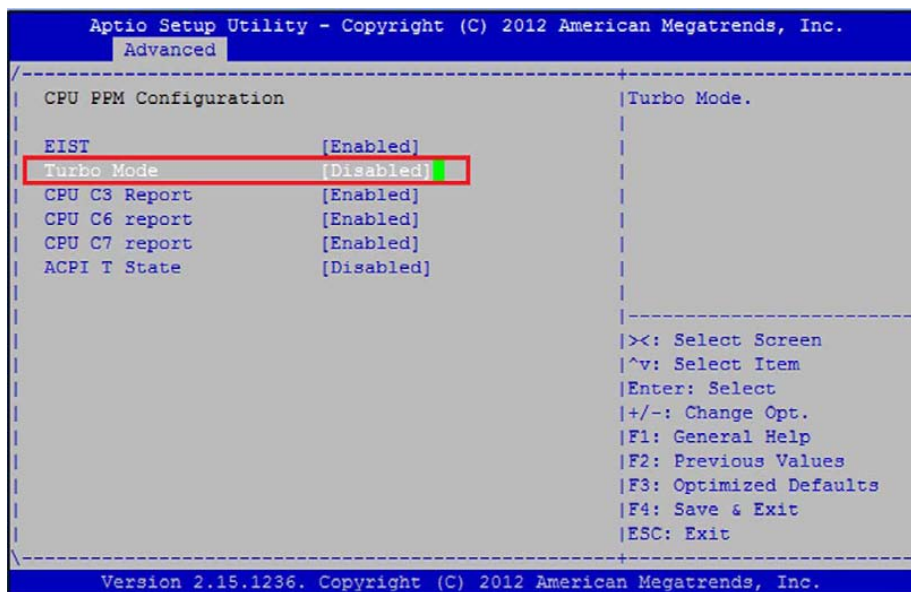 Aptio Setup Utility - Copyright (C) 2012 American Megatrends, Inc.
Advanced
CPU PPM Configuration
EIST [Enabled]
Turbo Mode [Disabled]
CPU C3 Report [Enabled]
CPU C6 report [Enabled]
CPU C7 report [Enabled]
ACPI T State [Disabled]
Turbo Mode.
><: Select Screen
^v: Select Item
Enter: Select
+/-: Change Opt.
F1: General Help
F2: Previous Values
F3: Optimized Defaults
F4: Save & Exit
ESC: Exit
Version 2.15.1236. Copyright (C) 2012 American Megatrends, Inc.